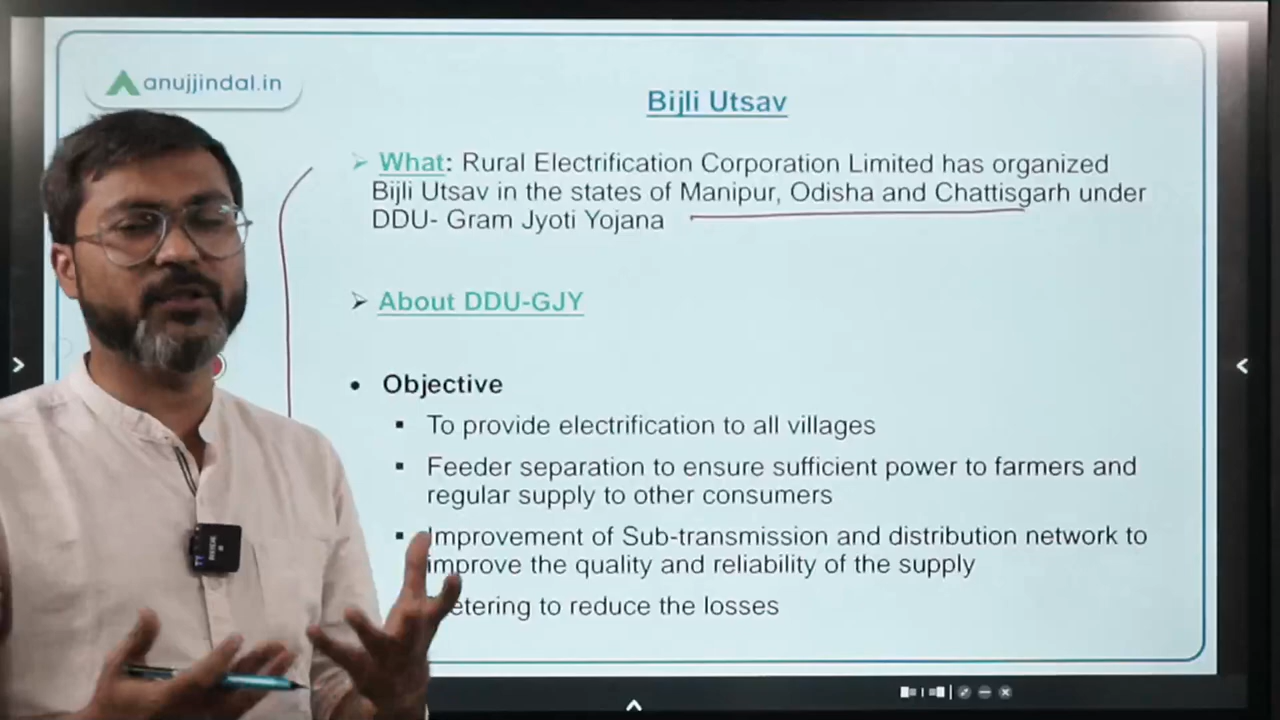 anujjindal.in
Bijli Utsav
What: Rural Electrification Corporation Limited has organized
Bijli Utsav in the states of Manipur, Odisha and Chattisgarh under
DDU- Gram Jyoti Yojana
About DDU-GJY
Objective
To provide electrification to all villages
Feeder separation to ensure sufficient power to farmers and
regular supply to other consumers
Improvement of Sub-transmission and distribution network to
improve the quality and reliability of the supply
to reduce the losses